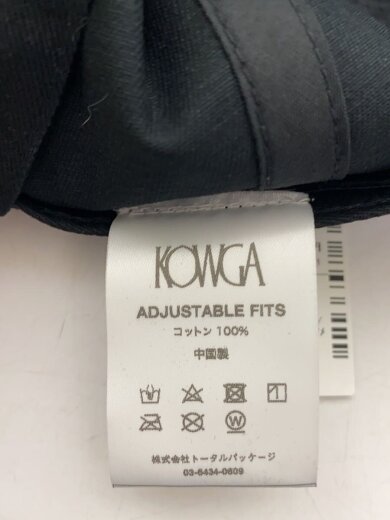 KOWGA
ADJUSTABLE FITS
コットン 100%
中国製
株式会社トータルパッケージ
03-6434-0609